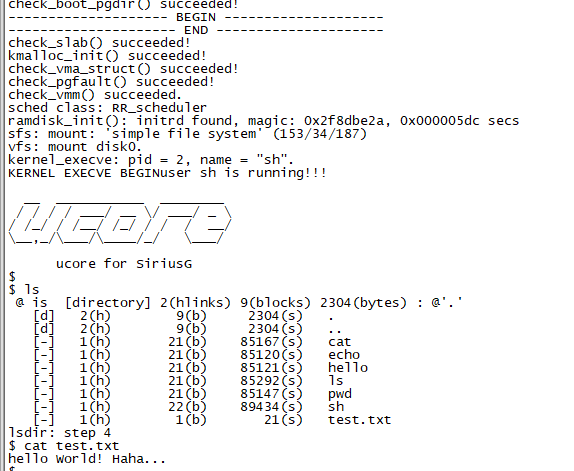 check_boot_pgdir() succeeded!
-------------------- BEGIN --------------------
--------------------- END ---------------------
check_slab() succeeded!
kmalloc_init() succeeded!
check_vma_struct() succeeded!
check_pgfault() succeeded!
check_vmm() succeeded.
sched class: RR_scheduler
ramdisk_init(): initrd found, magic: 0x2f8dbe2a, 0x000005dc secs
sfs: mount: 'simple file system' (153/34/187)
vfs: mount disk0.
kernel_execve: pid = 2, name = "sh".
KERNEL EXECVE BEGINuser sh is running!!!
ucore
ucore for SiriusG
$
$ ls
@ is  [directory] 2(hlinks) 9(blocks) 2304(bytes) : @'.'
[d]   2(h)        9(b)     2304(s)   .
[d]   2(h)        9(b)     2304(s)   ..
[-]   1(h)       21(b)    85167(s)   cat
[-]   1(h)       21(b)    85120(s)   echo
[-]   1(h)       21(b)    85121(s)   hello
[-]   1(h)       21(b)    85292(s)   ls
[-]   1(h)       21(b)    85147(s)   pwd
[-]   1(h)       22(b)    89434(s)   sh
[-]   1(h)        1(b)       21(s)   test.txt
lsdir: step 4
$ cat test.txt
hello World! Haha...
$